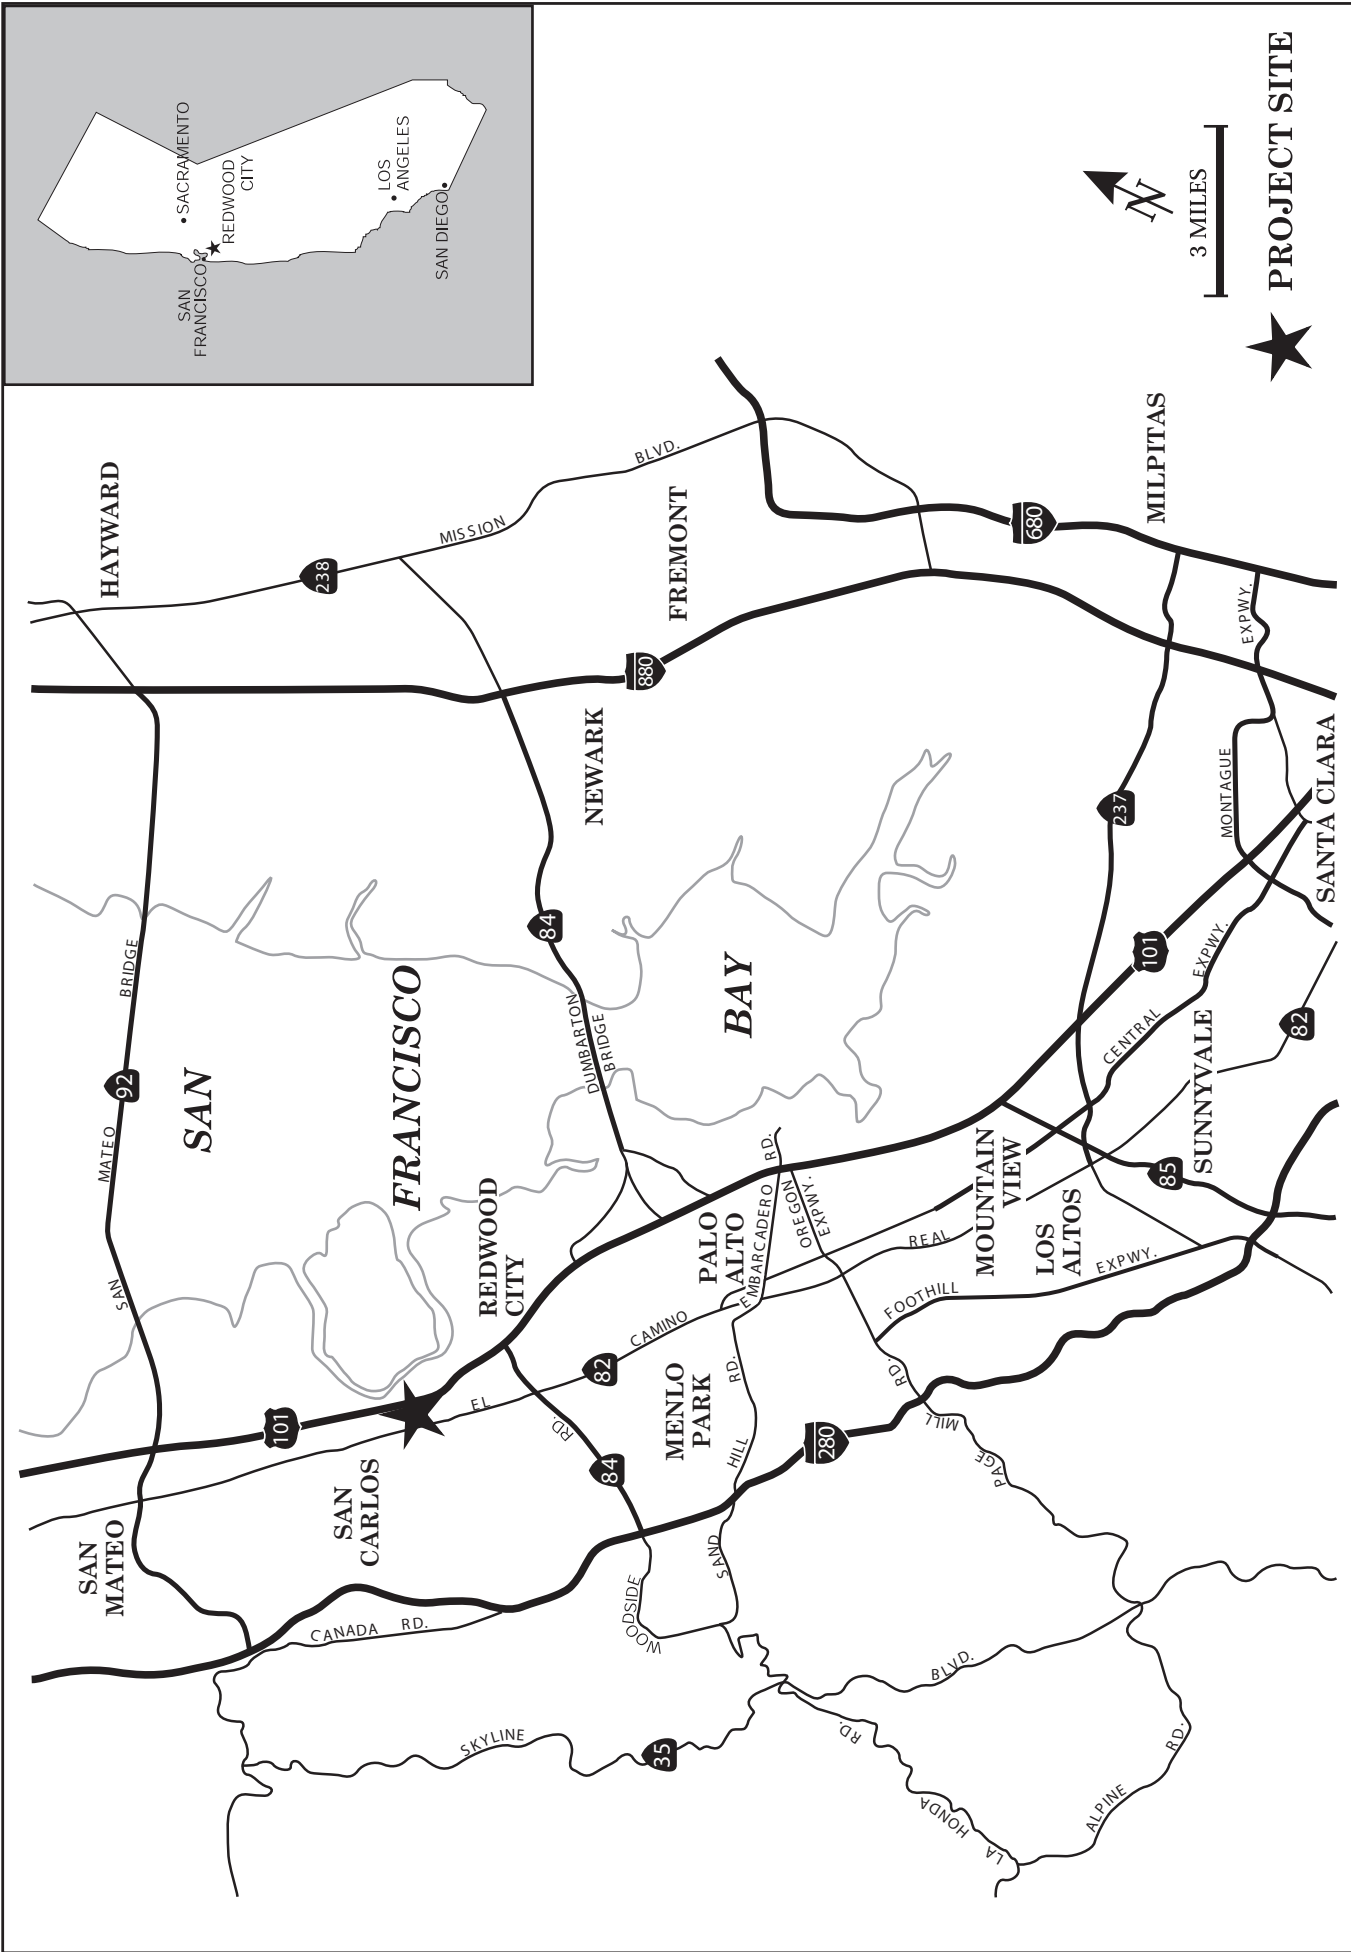 SACRAMENTO
REDWOOD
CITY
SAN
FRANCISCO
LOS
ANGELES
SAN DIEGO
HAYWARD
238
MISSION
BLVD.
FREMONT
680
MILPITAS
880
NEWARK
237
EXPWY.
MONTAGUE
SANTA CLARA
84
DUMBARTON
BRIDGE
92
SAN
MATEO
BRIDGE
SAN
FRANCISCO
BAY
101
EXPWY.
CENTRAL
SUNNYVALE
82
85
MOUNTAIN
VIEW
LOS
ALTOS
EXPWY.
FOOTHILL
REAL
OREGON
EXPWY.
EMBARCADERO
RD.
PALO
ALTO
REDWOOD
CITY
CAMINO
82
EL
101
MENLO
PARK
RD.
84
WOODSIDE
SAND
HILL
RD.
280
PAGE
MILL
RD.
SAN
CARLOS
SAN
MATEO
CANADA RD.
SKYLINE
35
BLVD.
LA
HONDA
RD.
ALPINE
RD.
N
3 MILES
PROJECT SITE